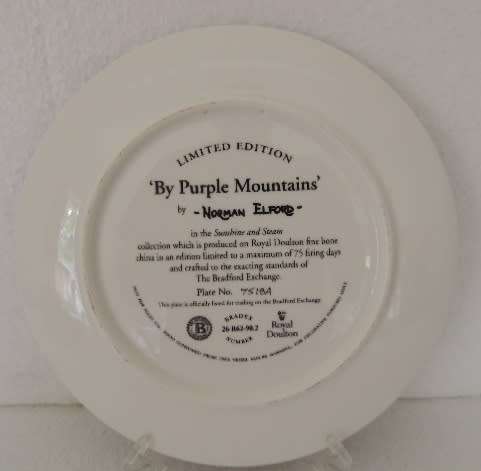 LIMITED EDITION
'By Purple Mountains'
by - NORMAN ELFORD -
in the Sunshine and Steam
collection which is produced on Royal Doulton fine bone
china in an edition limited to a maximum of 75 firing days
and crafted to the exacting standards of
The Bradford Exchange.
Plate No. 7518A
This plate is officially listed for trading on the Bradford Exchange
B
BRADEX
26-R62-90.2
NUMBER
Royal
Doulton